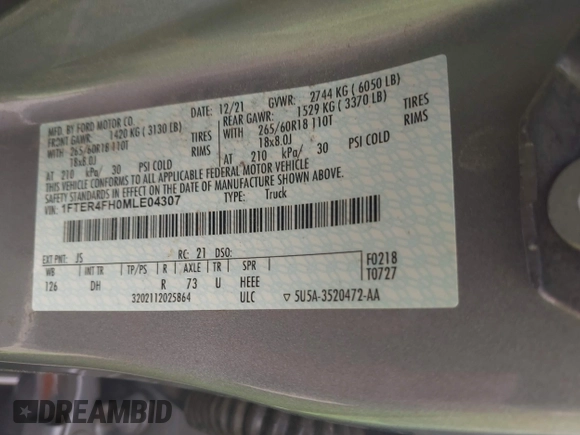 MFD. BY FORD MOTOR CO.
DATE: 12/21 GVWR: 2744 KG ( 6050 LB)
FRONT GAWR: 1420 KG ( 3130 LB) REAR GAWR: 1529 KG ( 3370 LB)
WITH 265/60R18 110T TIRES WITH 265/60R18 110T TIRES
18x8.0J RIMS 18x8.0J RIMS
AT 210 kPa/ 30 PSI COLD AT 210 kPa/ 30 PSI COLD
THIS VEHICLE CONFORMS TO ALL APPLICABLE FEDERAL MOTOR VEHICLE
SAFETY STANDARDS IN EFFECT ON THE DATE OF MANUFACTURE SHOWN ABOVE.
VIN: 1FTER4FH0MLE04307 TYPE: Truck
EXT PNT: JS RC: 21 DSO: F0218
WB INT TR TP/PS R AXLE TR SPR T0727
126 DH R 73 U HEEE
3202112025864 ULC ▽ 5U5A-3520472-AA
DREAMBID